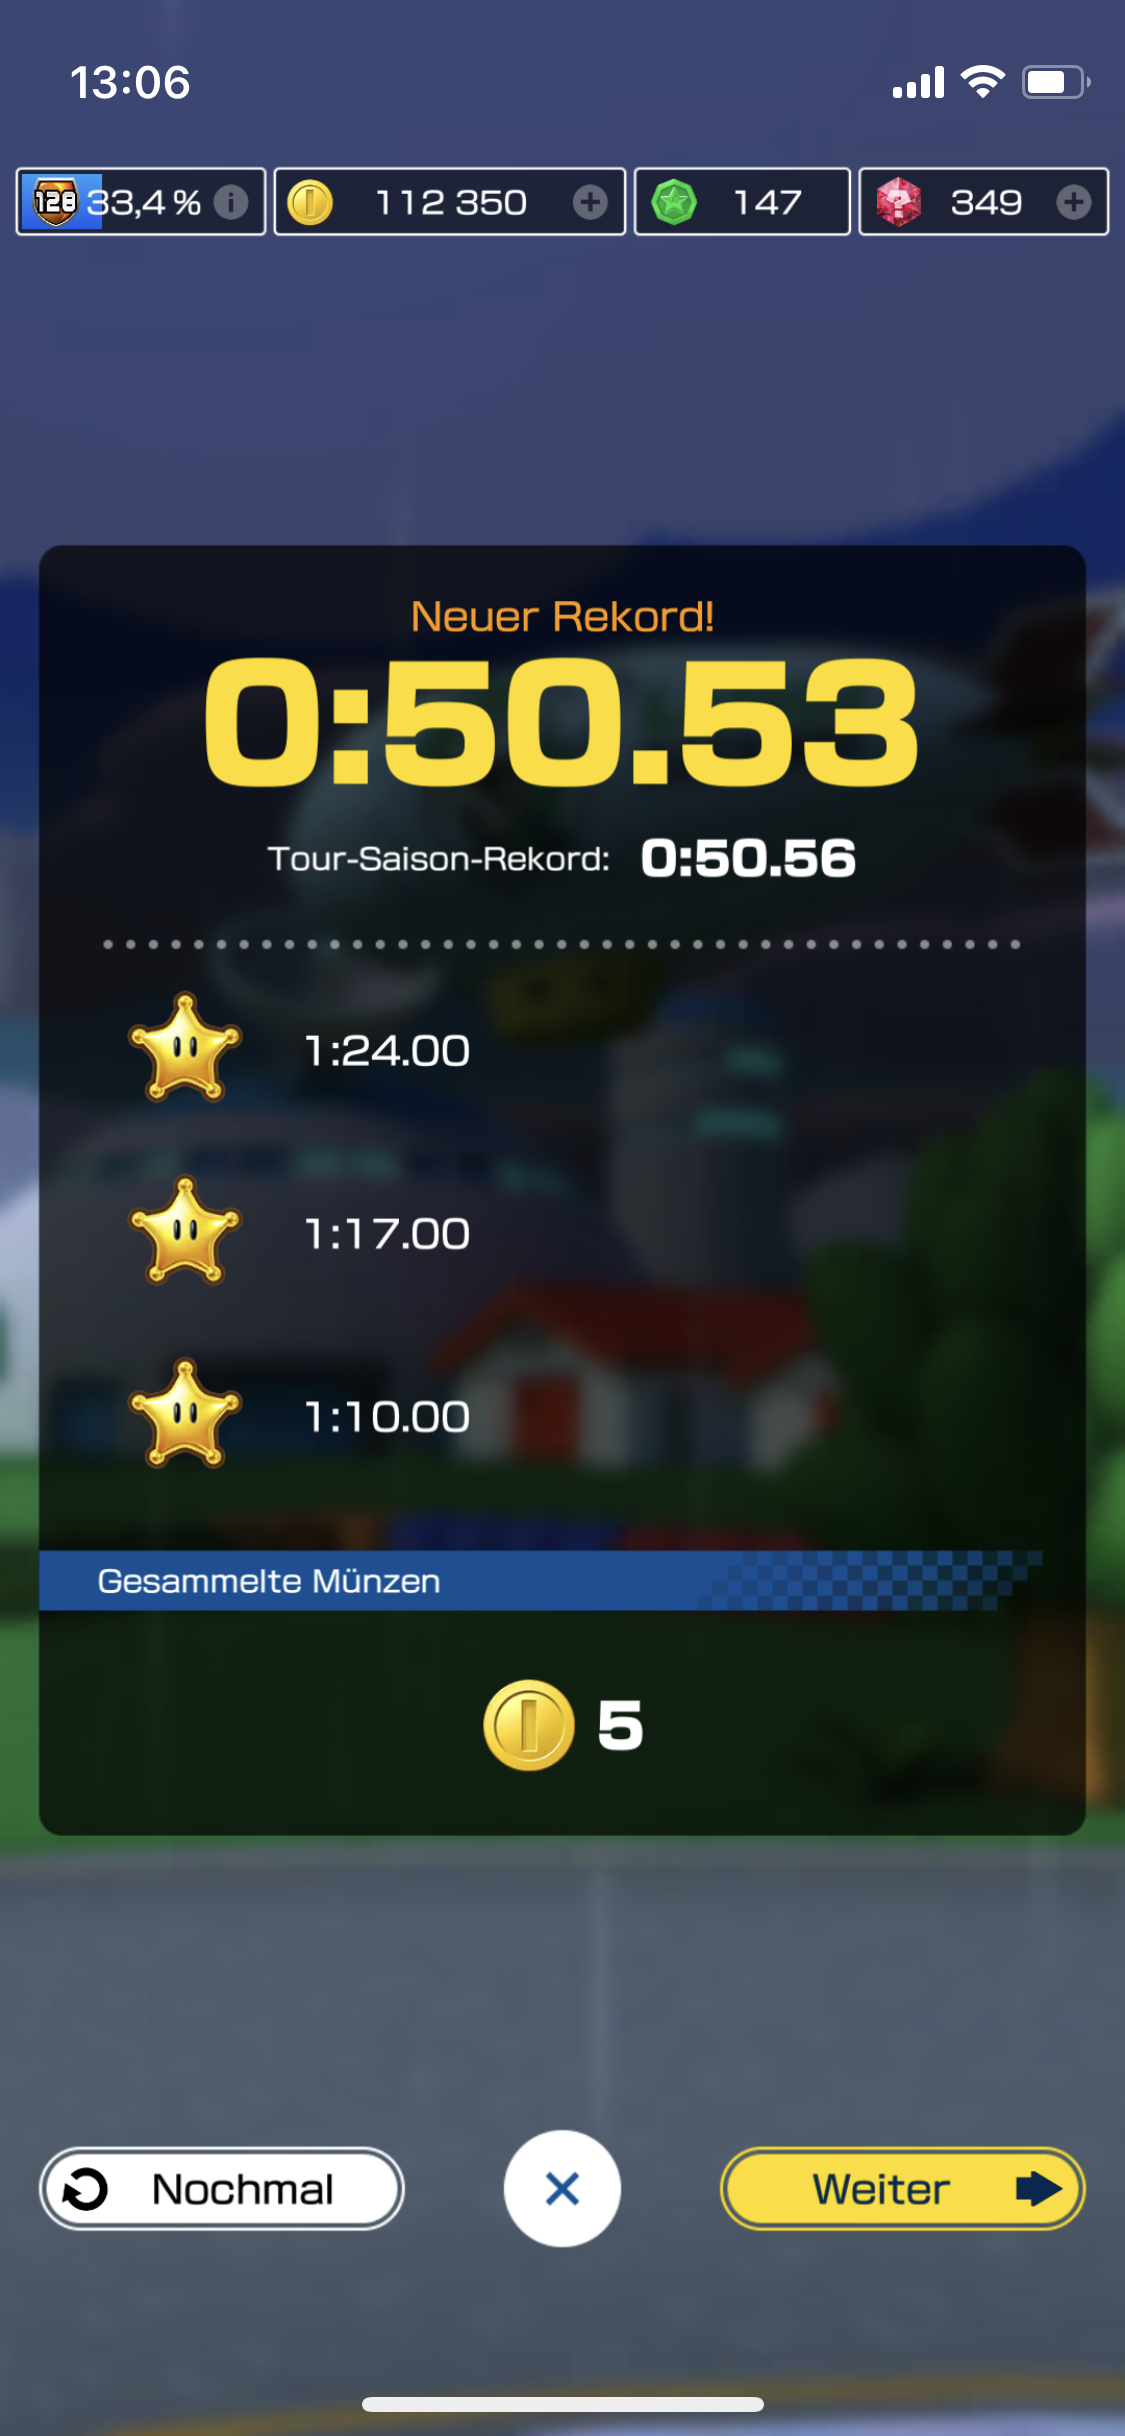 13:06
128 33,4 % i 112 350 147 349
Neuer Rekord!
0:50.53
Tour-Saison-Rekord: 0:50.56
1:24.00
1:17.00
1:10.00
Gesammelte Münzen
5
Nochmal
Weiter